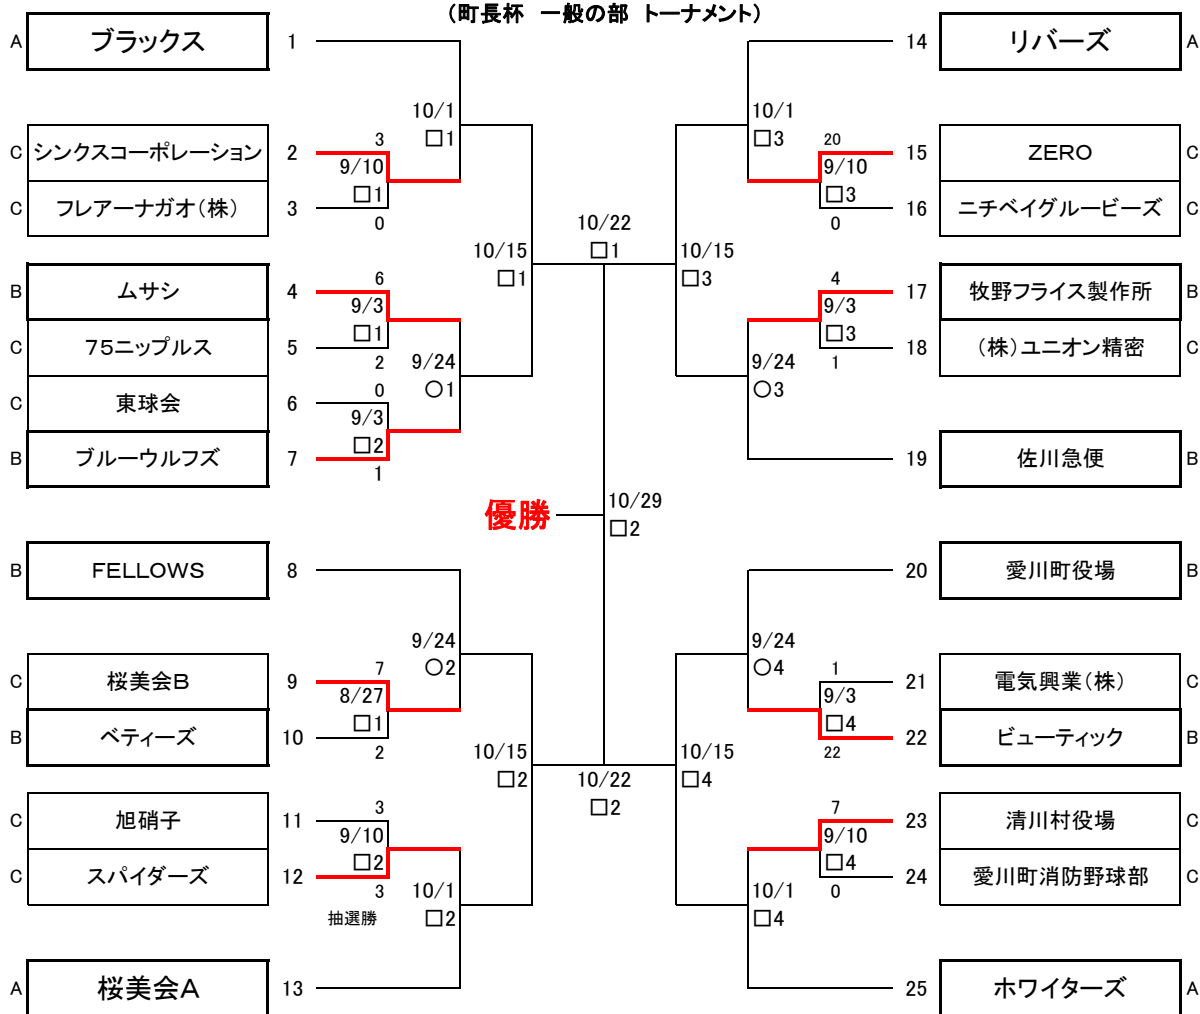 （町長杯　一般の部　トーナメント）
A ブラックス 1
10/1
□1
C シンクスコーポレーション 2
3
9/10
□1
C フレアーナガオ（株） 3
0
10/15
□1
B ムサシ 4
6
9/3
□1
C 75ニップルス 5
2
9/24
○1
C 東球会 6
0
9/3
□2
B ブルーウルフズ 7
1
B FELLOWS 8
9/24
○2
C 桜美会B 9
7
8/27
□1
B ベティーズ 10
2
10/15
□2
C 旭硝子 11
3
9/10
□2
C スパイダーズ 12
3
抽選勝
10/1
□2
A 桜美会A 13
10/22
□1
優勝
10/29
□2
10/22
□2
14 リバーズ A
10/1
□3
15 ZERO C
20
9/10
□3
16 ニチベイグルービーズ C
0
10/15
□3
17 牧野フライス製作所 B
4
9/3
□3
18 （株）ユニオン精密 C
1
9/24
○3
19 佐川急便 B
20 愛川町役場 B
9/24
○4
21 電気興業（株） C
1
9/3
□4
22 ビューティック B
22
10/15
□4
23 清川村役場 C
7
9/10
□4
24 愛川町消防野球部 C
0
10/1
□4
25 ホワイターズ A